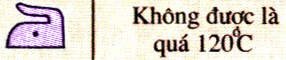 Không được là
quá 120°C